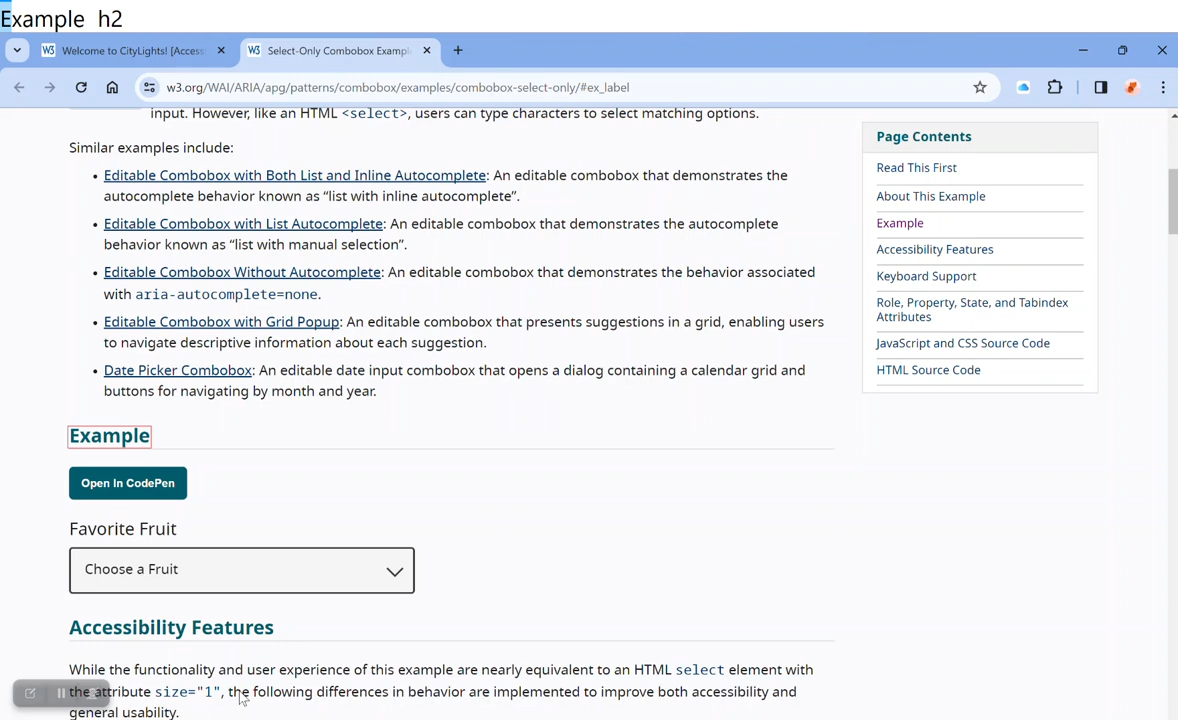 Example h2
Welcome to CityLights! [Access
Select-Only Combobox Exampl
w3.org/WAI/ARIA/apg/patterns/combobox/examples/combobox-select-only/#ex_label
input. However, like an HTML <select>, users can type characters to select matching options.
Similar examples include:
• Editable Combobox with Both List and Inline Autocomplete: An editable combobox that demonstrates the
autocomplete behavior known as “list with inline autocomplete”.
• Editable Combobox with List Autocomplete: An editable combobox that demonstrates the autocomplete
behavior known as “list with manual selection”.
• Editable Combobox Without Autocomplete: An editable combobox that demonstrates the behavior associated
with aria-autocomplete=none.
• Editable Combobox with Grid Popup: An editable combobox that presents suggestions in a grid, enabling users
to navigate descriptive information about each suggestion.
• Date Picker Combobox: An editable date input combobox that opens a dialog containing a calendar grid and
buttons for navigating by month and year.
Example
Open In CodePen
Favorite Fruit
Choose a Fruit
Accessibility Features
While the functionality and user experience of this example are nearly equivalent to an HTML select element with
the attribute size="1", the following differences in behavior are implemented to improve both accessibility and
general usability.
Page Contents
Read This First
About This Example
Example
Accessibility Features
Keyboard Support
Role, Property, State, and Tabindex
Attributes
JavaScript and CSS Source Code
HTML Source Code